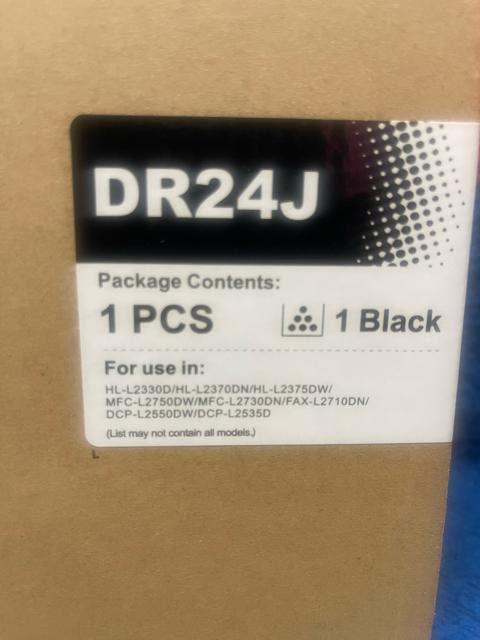 DR24J
Package Contents:
1 PCS
1 Black
For use in:
HL-L2330D/HL-L2370DN/HL-L2375DW/
MFC-L2750DW/MFC-L2730DN/FAX-L2710DN/
DCP-L2550DW/DCP-L2535D
(List may not contain all models.)
L